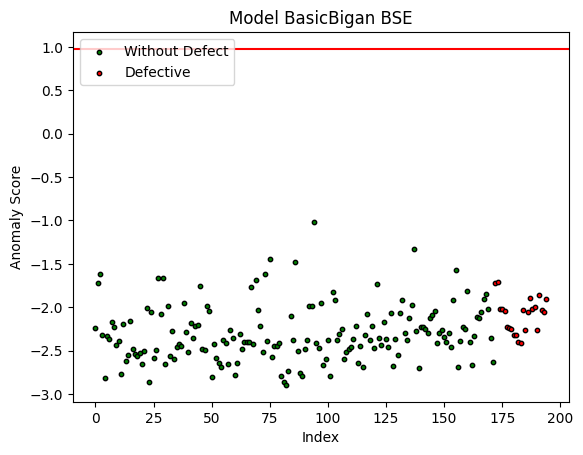 Model BasicBigan BSE
Without Defect
Defective
Anomaly Score
1.0
0.5
0.0
−0.5
−1.0
−1.5
−2.0
−2.5
−3.0
0 25 50 75 100 125 150 175 200
Index